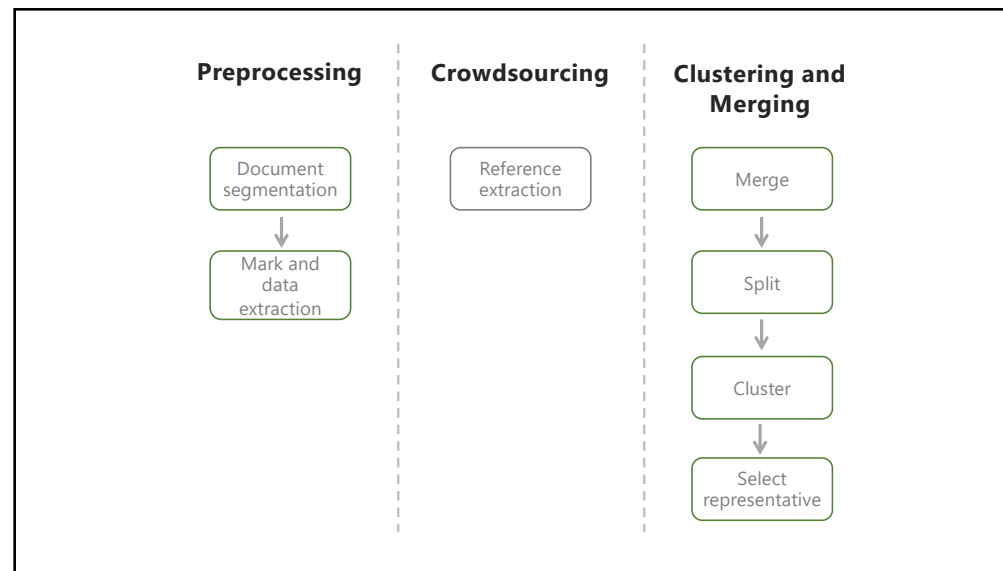 Preprocessing
Document
segmentation
Mark and
data
extraction
Crowdsourcing
Reference
extraction
Clustering and
Merging
Merge
Split
Cluster
Select
representative